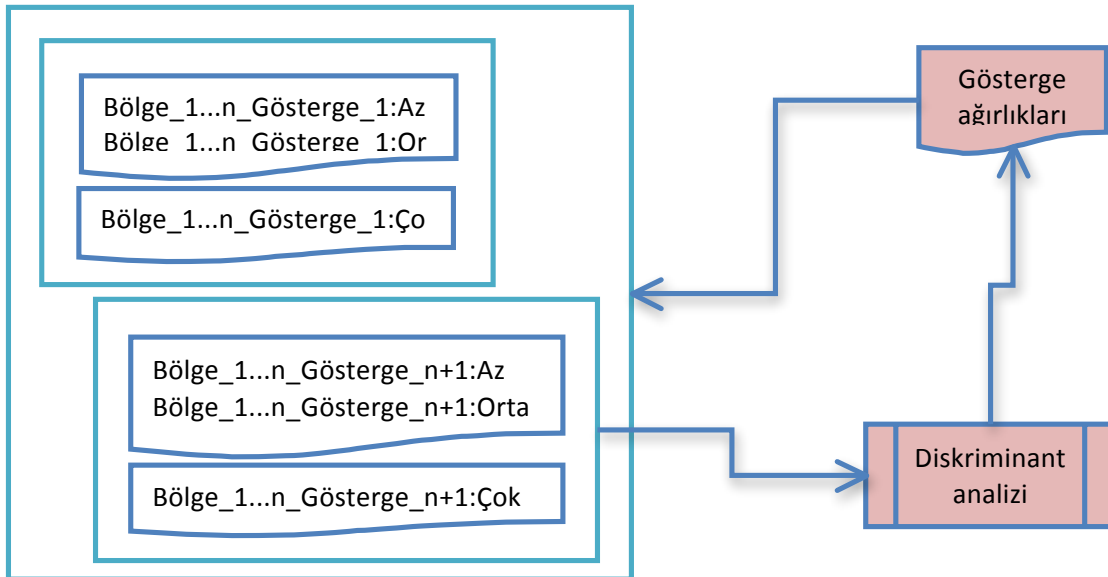 Bölge_1...n_Gösterge_1:Az
Bölge_1...n_Gösterge_1:Or
Bölge_1...n_Gösterge_1:Ço
Bölge_1...n_Gösterge_n+1:Az
Bölge_1...n_Gösterge_n+1:Orta
Bölge_1...n_Gösterge_n+1:Çok
Gösterge
ağırlıkları
Diskriminant
analizi